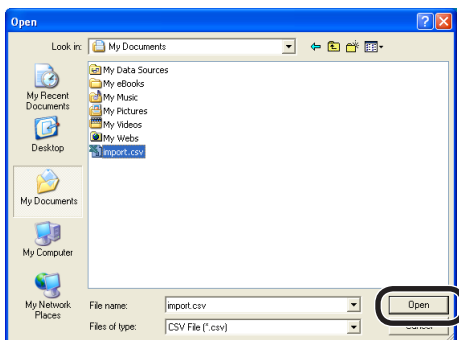 Open
Look in:
My Documents
My Recent
Documents
Desktop
My Documents
My Computer
My Network
Places
My Data Sources
My eBooks
My Music
My Pictures
My Videos
My Webs
import.csv
File name:
import.csv
Open
Files of type:
CSV File (*.csv)
Cancel